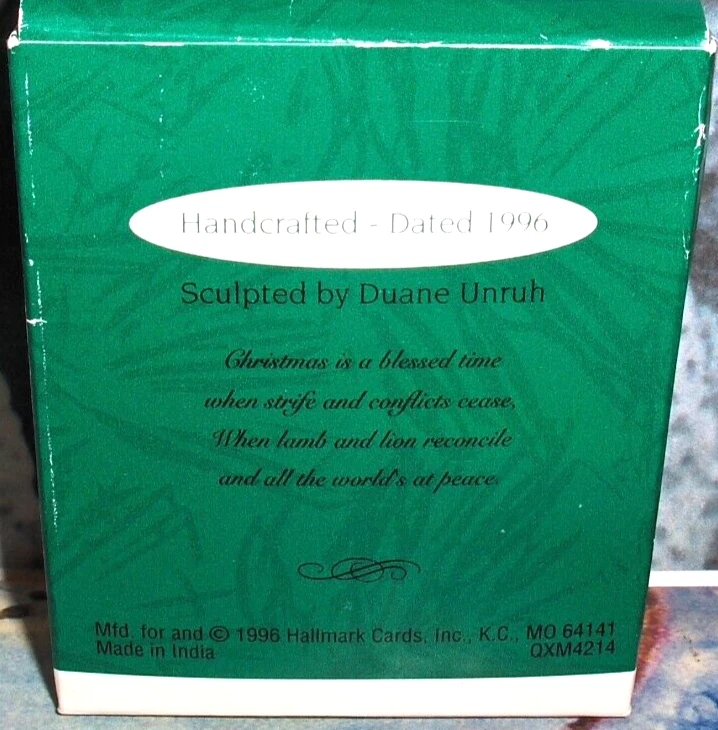 Handcrafted - Dated 1996
Sculpted by Duane Unruh
Christmas is a blessed time
when strife and conflicts cease,
When lamb and lion reconcile
and all the world's at peace.
Mfd. for and © 1996 Hallmark Cards, Inc., K.C., MO 64141
Made in India QXM4214